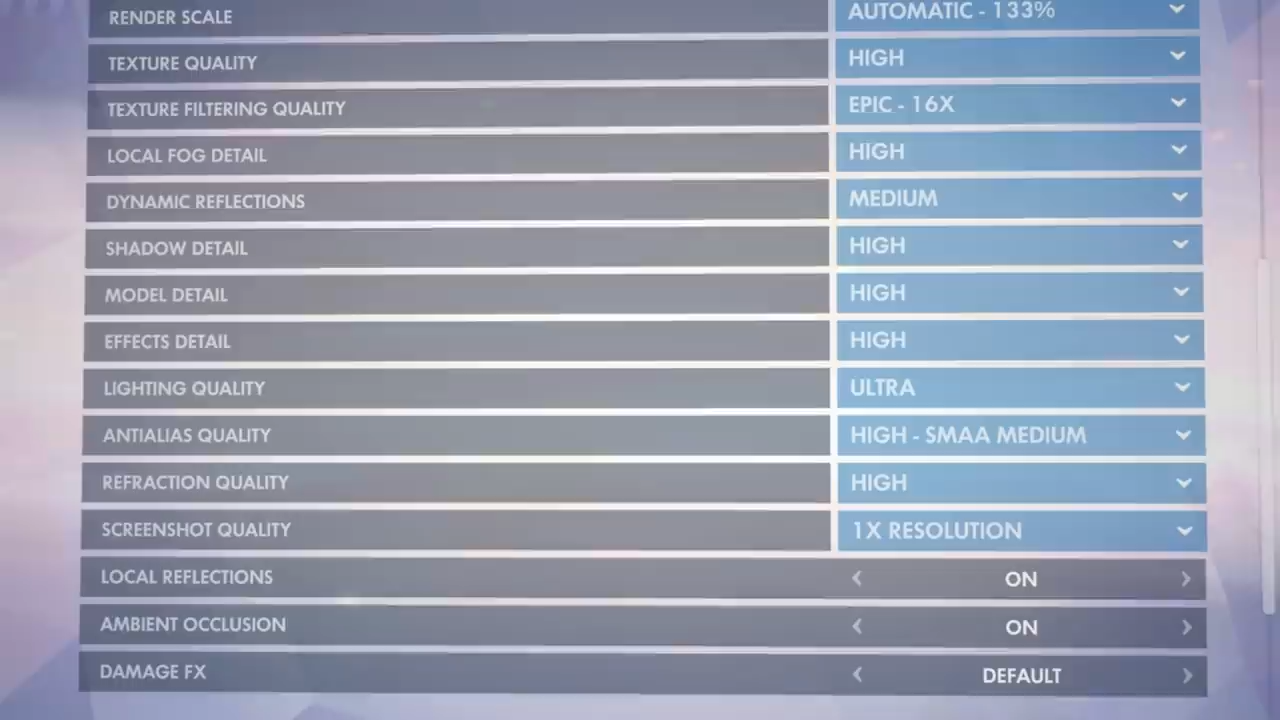 RENDER SCALE AUTOMATIC - 133%
TEXTURE QUALITY HIGH
TEXTURE FILTERING QUALITY EPIC - 16X
LOCAL FOG DETAIL HIGH
DYNAMIC REFLECTIONS MEDIUM
SHADOW DETAIL HIGH
MODEL DETAIL HIGH
EFFECTS DETAIL HIGH
LIGHTING QUALITY ULTRA
ANTIALIAS QUALITY HIGH - SMAA MEDIUM
REFRACTION QUALITY HIGH
SCREENSHOT QUALITY 1X RESOLUTION
LOCAL REFLECTIONS ON
AMBIENT OCCLUSION ON
DAMAGE FX DEFAULT